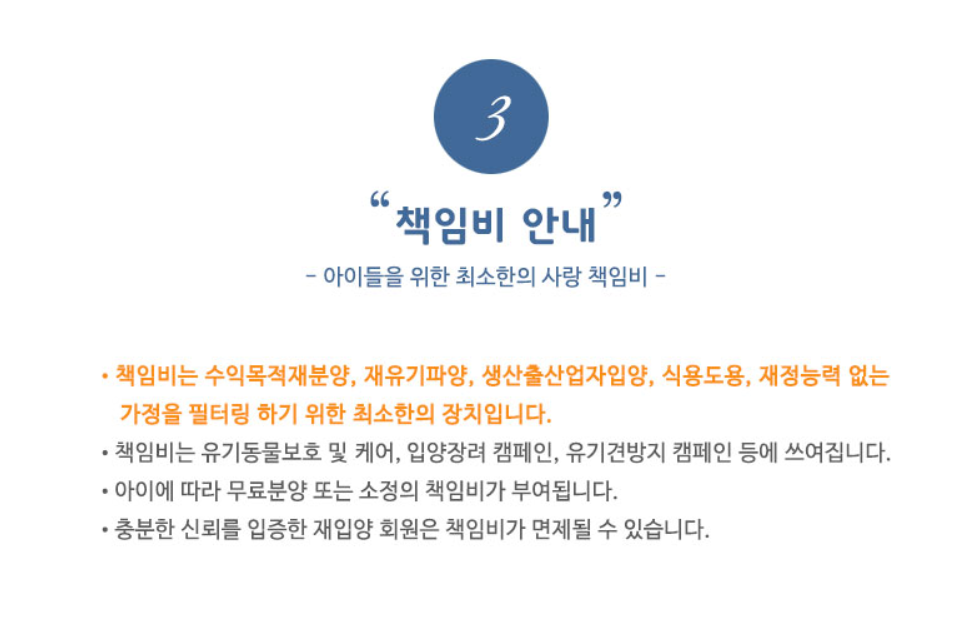 3
“책임비 안내”
- 아이들을 위한 최소한의 사랑 책임비 -
• 책임비는 수익목적재분양, 재유기파양, 생산출산업자입양, 식용도용, 재정능력 없는
가정을 필터링 하기 위한 최소한의 장치입니다.
• 책임비는 유기동물보호 및 케어, 입양장려 캠페인, 유기견방지 캠페인 등에 쓰여집니다.
• 아이에 따라 무료분양 또는 소정의 책임비가 부여됩니다.
• 충분한 신뢰를 입증한 재입양 회원은 책임비가 면제될 수 있습니다.